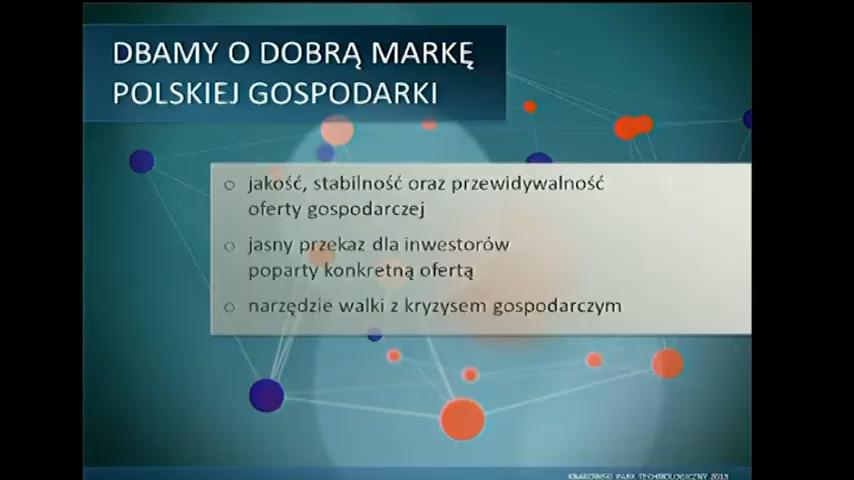 DBAMY O DOBRĄ MARKĘ
POLSKIEJ GOSPODARKI
○ jakość, stabilność oraz przewidywalność
oferty gospodarczej
○ jasny przekaz dla inwestorów
poparty konkretną ofertą
○ narzędzie walki z kryzysem gospodarczym
KRAKOWSKI PARK TECHNOLOGICZNY 2013